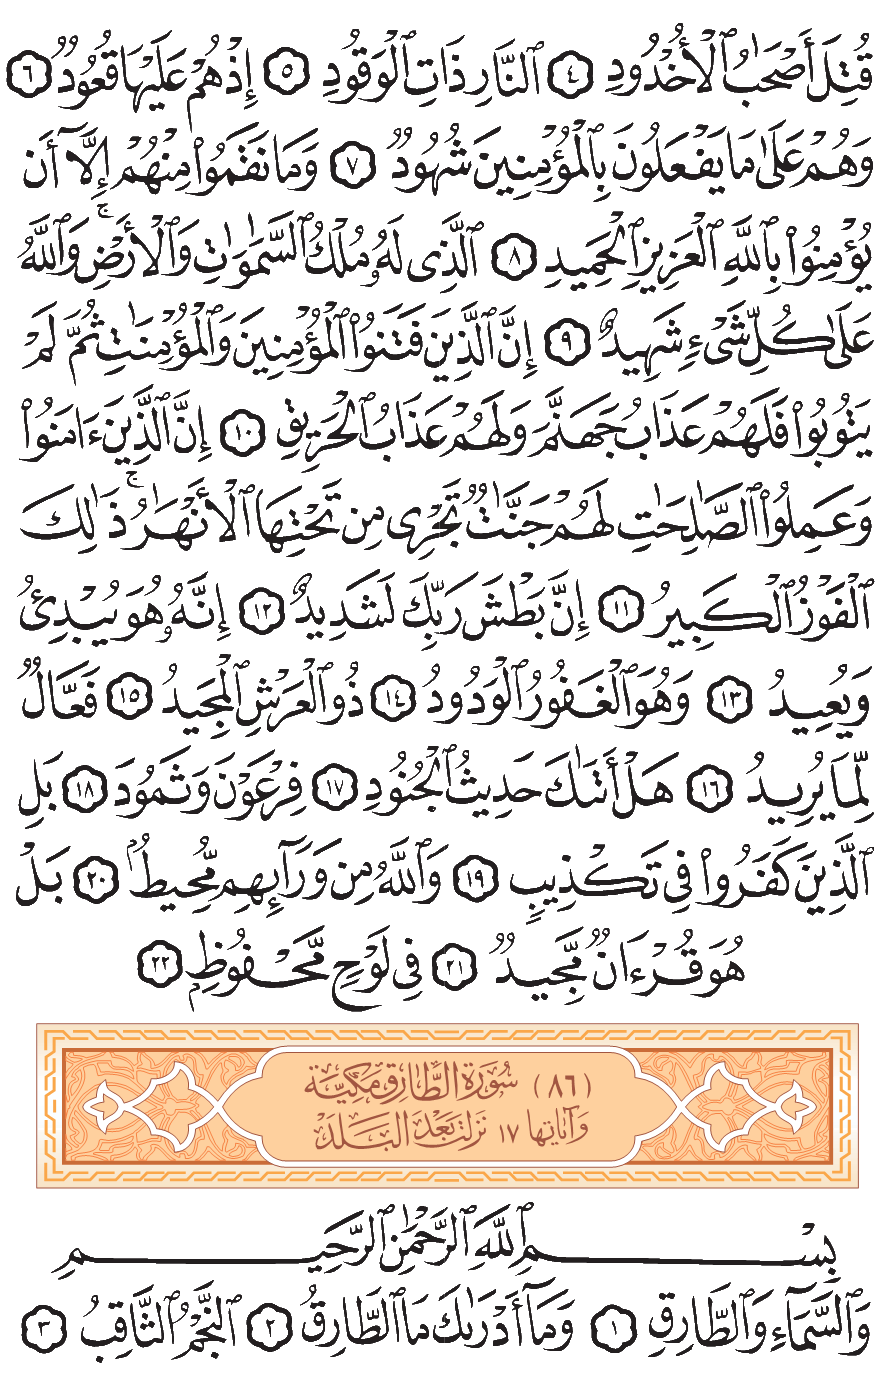 قُتِلَ أَصۡحَٰبُ ٱلۡأُخۡدُودِ ٤ ٱلنَّارِ ذَاتِ ٱلۡوَقُودِ ٥ إِذۡ هُمۡ عَلَيۡهَا قُعُودٞ ٦
وَهُمۡ عَلَىٰ مَا يَفۡعَلُونَ بِٱلۡمُؤۡمِنِينَ شُهُودٞ ٧ وَمَا نَقَمُواْ مِنۡهُمۡ إِلَّآ أَن
يُؤۡمِنُواْ بِٱللَّهِ ٱلۡعَزِيزِ ٱلۡحَمِيدِ ٨ ٱلَّذِي لَهُۥ مُلۡكُ ٱلسَّمَٰوَٰتِ وَٱلۡأَرۡضِۚ وَٱللَّهُ
عَلَىٰ كُلِّ شَيۡءٖ شَهِيدٌ ٩ إِنَّ ٱلَّذِينَ فَتَنُواْ ٱلۡمُؤۡمِنِينَ وَٱلۡمُؤۡمِنَٰتِ ثُمَّ لَمۡ
يَتُوبُواْ فَلَهُمۡ عَذَابُ جَهَنَّمَ وَلَهُمۡ عَذَابُ ٱلۡحَرِيقِ ١٠ إِنَّ ٱلَّذِينَ ءَامَنُواْ
وَعَمِلُواْ ٱلصَّٰلِحَٰتِ لَهُمۡ جَنَّٰتٞ تَجۡرِي مِن تَحۡتِهَا ٱلۡأَنۡهَٰرُۚ ذَٰلِكَ
ٱلۡفَوۡزُ ٱلۡكَبِيرُ ١١ إِنَّ بَطۡشَ رَبِّكَ لَشَدِيدٌ ١٢ إِنَّهُۥ هُوَ يُبۡدِئُ
وَيُعِيدُ ١٣ وَهُوَ ٱلۡغَفُورُ ٱلۡوَدُودُ ١٤ ذُو ٱلۡعَرۡشِ ٱلۡمَجِيدُ ١٥ فَعَّالٞ
لِّمَا يُرِيدُ ١٦ هَلۡ أَتَىٰكَ حَدِيثُ ٱلۡجُنُودِ ١٧ فِرۡعَوۡنَ وَثَمُودَ ١٨ بَلِ
ٱلَّذِينَ كَفَرُواْ فِي تَكۡذِيبٖ ١٩ وَٱللَّهُ مِن وَرَآئِهِم مُّحِيطُۢ ٢٠ بَلۡ
هُوَ قُرۡءَانٞ مَّجِيدٞ ٢١ فِي لَوۡحٖ مَّحۡفُوظِۭ ٢٢
(٨٦) سُورَة الطَّارِق مَكِيَّة
وَآيَاتِهَا ١٧ نَزَلَت بَعْدَ البَلَدْ
بِسۡمِ ٱللَّهِ ٱلرَّحۡمَٰنِ ٱلرَّحِيمِ
وَٱلسَّمَآءِ وَٱلطَّارِقِ ١ وَمَآ أَدۡرَىٰكَ مَا ٱلطَّارِقُ ٢ ٱلنَّجۡمُ ٱلثَّاقِبُ ٣